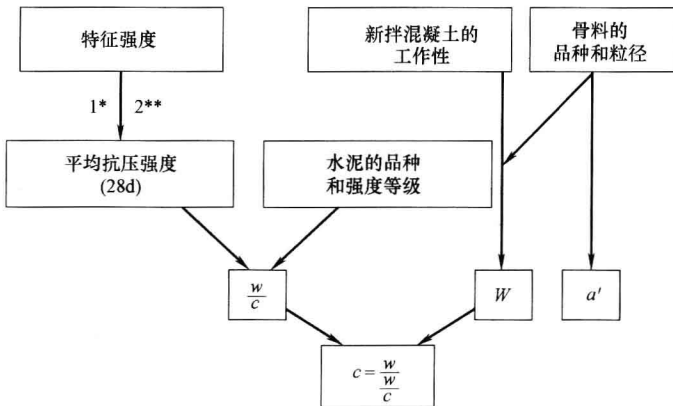 特征强度
新拌混凝土的
工作性
骨料的
品种和粒径
1* 2**
平均抗压强度
(28d)
水泥的品种
和强度等级
w
c
W
a'
c = w
w
c